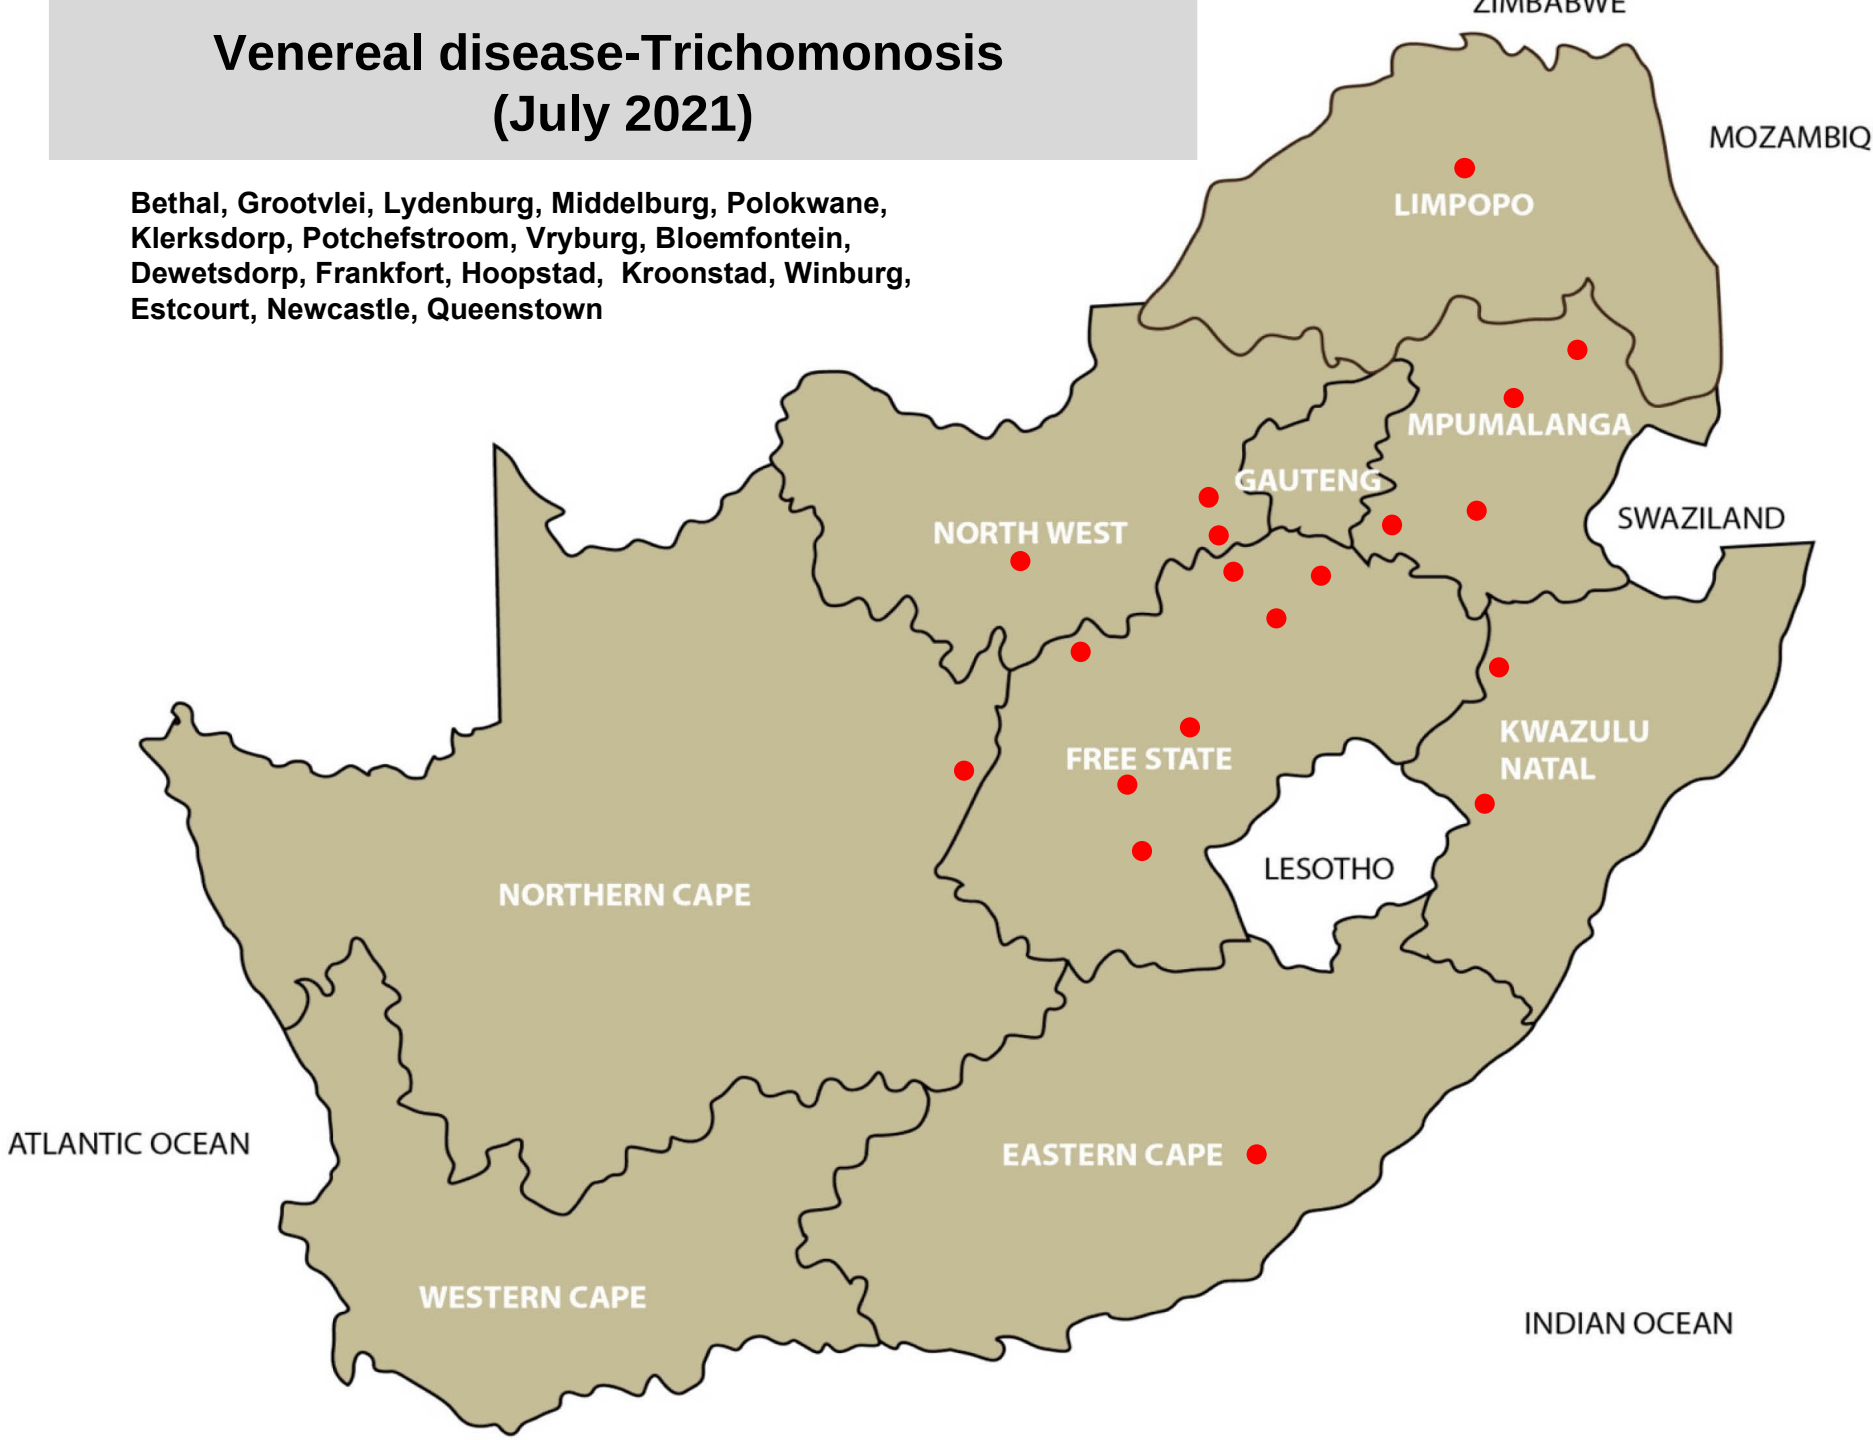 ZIMBABWE
Venereal disease-Trichomonosis
(July 2021)
MOZAMBIQ
Bethal, Grootvlei, Lydenburg, Middelburg, Polokwane,
Klerksdorp, Potchefstroom, Vryburg, Bloemfontein,
Dewetsdorp, Frankfort, Hoopstad,  Kroonstad, Winburg,
Estcourt, Newcastle, Queenstown
LIMPOPO
MPUMALANGA
GAUTENG
SWAZILAND
NORTH WEST
KWAZULU
NATAL
FREE STATE
LESOTHO
NORTHERN CAPE
ATLANTIC OCEAN
EASTERN CAPE
WESTERN CAPE
INDIAN OCEAN